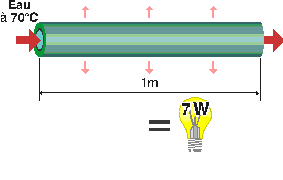 Eau
à 70°C
1m
= 7 W